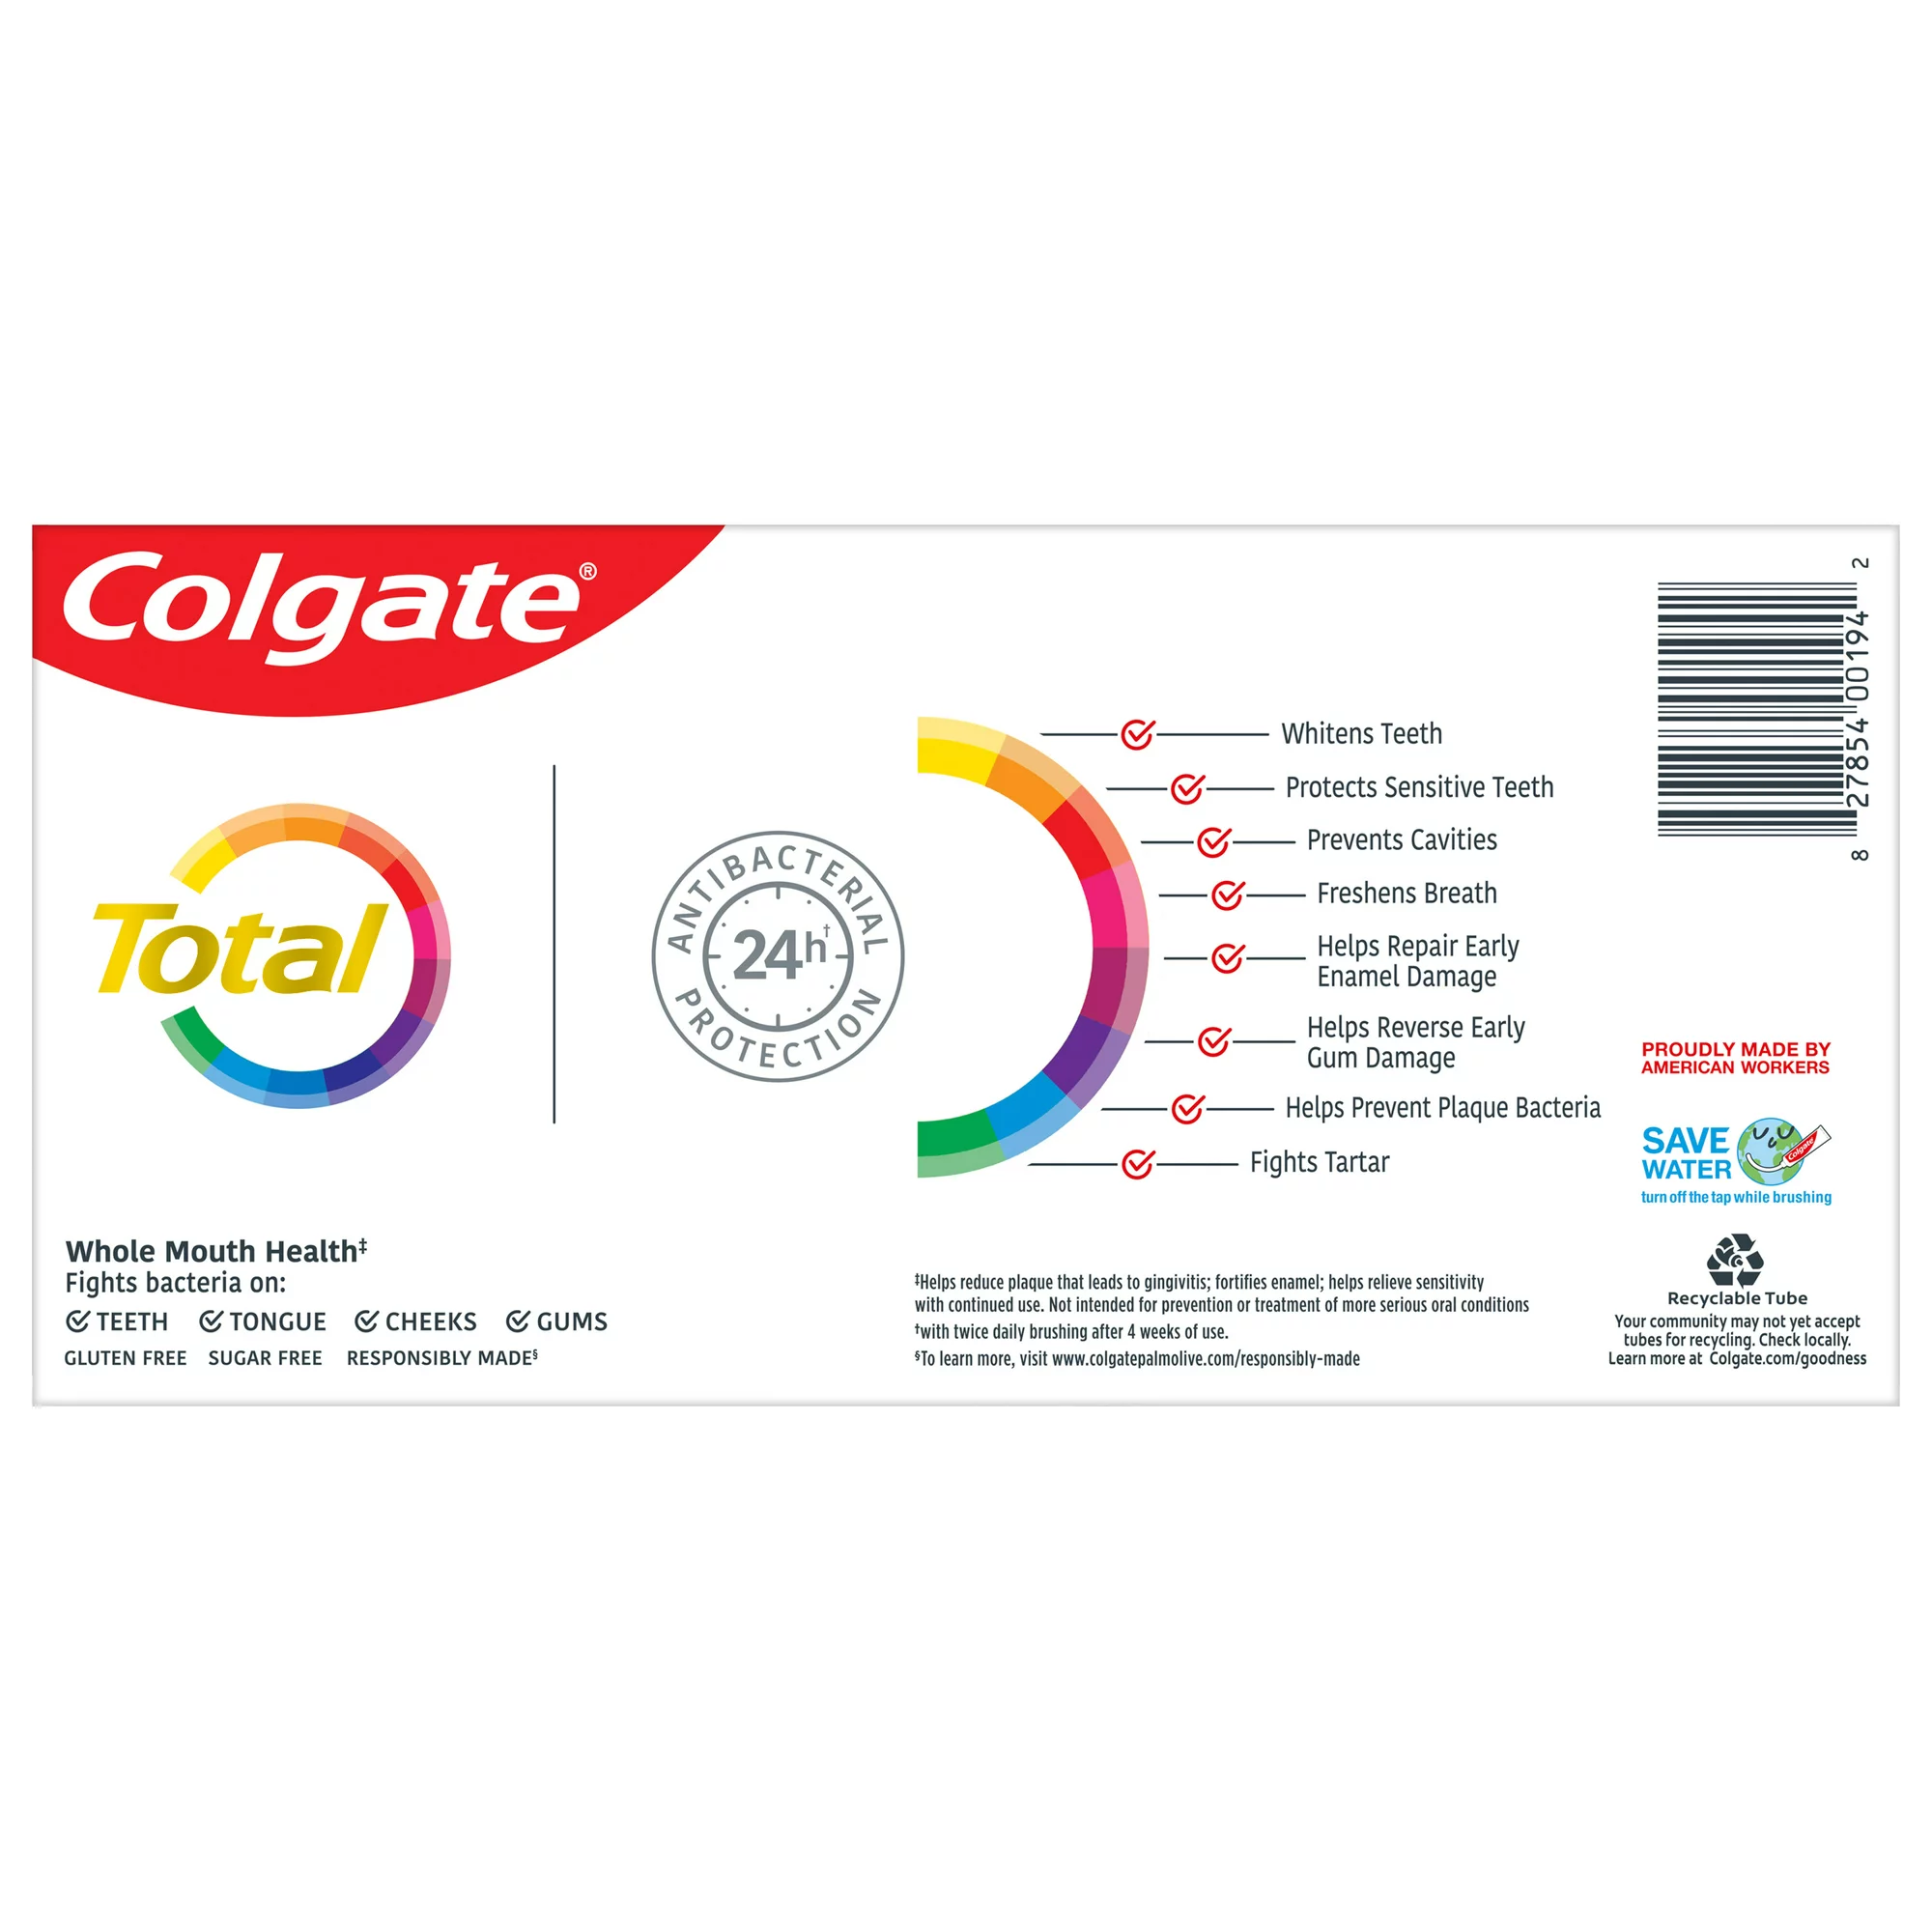 Colgate®
Total
ANTIBACTERIAL
24h†
PROTECTION
Whole Mouth Health‡
Fights bacteria on:
TEETH TONGUE CHEEKS GUMS
GLUTEN FREE SUGAR FREE RESPONSIBLY MADE§
Whitens Teeth
Protects Sensitive Teeth
Prevents Cavities
Freshens Breath
Helps Repair Early
Enamel Damage
Helps Reverse Early
Gum Damage
Helps Prevent Plaque Bacteria
Fights Tartar
‡Helps reduce plaque that leads to gingivitis; fortifies enamel; helps relieve sensitivity
with continued use. Not intended for prevention or treatment of more serious oral conditions
†with twice daily brushing after 4 weeks of use.
§To learn more, visit www.colgatepalmolive.com/responsibly-made
8 27854 00194 2
PROUDLY MADE BY
AMERICAN WORKERS
SAVE
WATER
Colgate
turn off the tap while brushing
Recyclable Tube
Your community may not yet accept
tubes for recycling. Check locally.
Learn more at Colgate.com/goodness